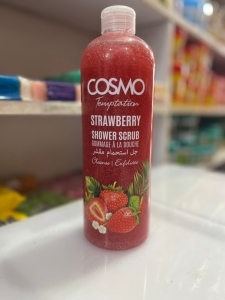 COSMO
Temptation
STRAWBERRY
SHOWER SCRUB
GOMMAGE À LA DOUCHE
جل استحمام مقشر
Cleanse | Exfoliate